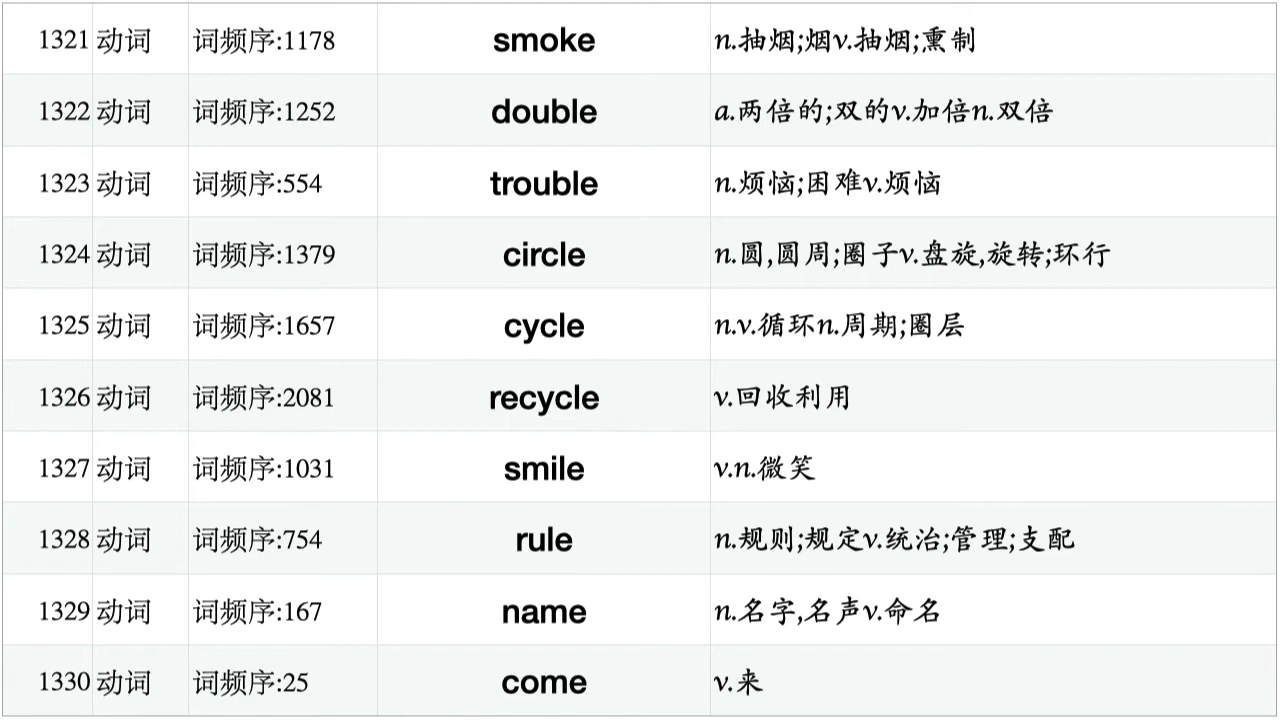 1321 动词 词频序:1178 smoke n.抽烟;烟v.抽烟;熏制
1322 动词 词频序:1252 double a.两倍的;双的v.加倍n.双倍
1323 动词 词频序:554 trouble n.烦恼;困难v.烦恼
1324 动词 词频序:1379 circle n.圆,圆周;圈子v.盘旋,旋转;环行
1325 动词 词频序:1657 cycle n.v.循环n.周期;圈层
1326 动词 词频序:2081 recycle v.回收利用
1327 动词 词频序:1031 smile v.n.微笑
1328 动词 词频序:754 rule n.规则;规定v.统治;管理;支配
1329 动词 词频序:167 name n.名字,名声v.命名
1330 动词 词频序:25 come v.来